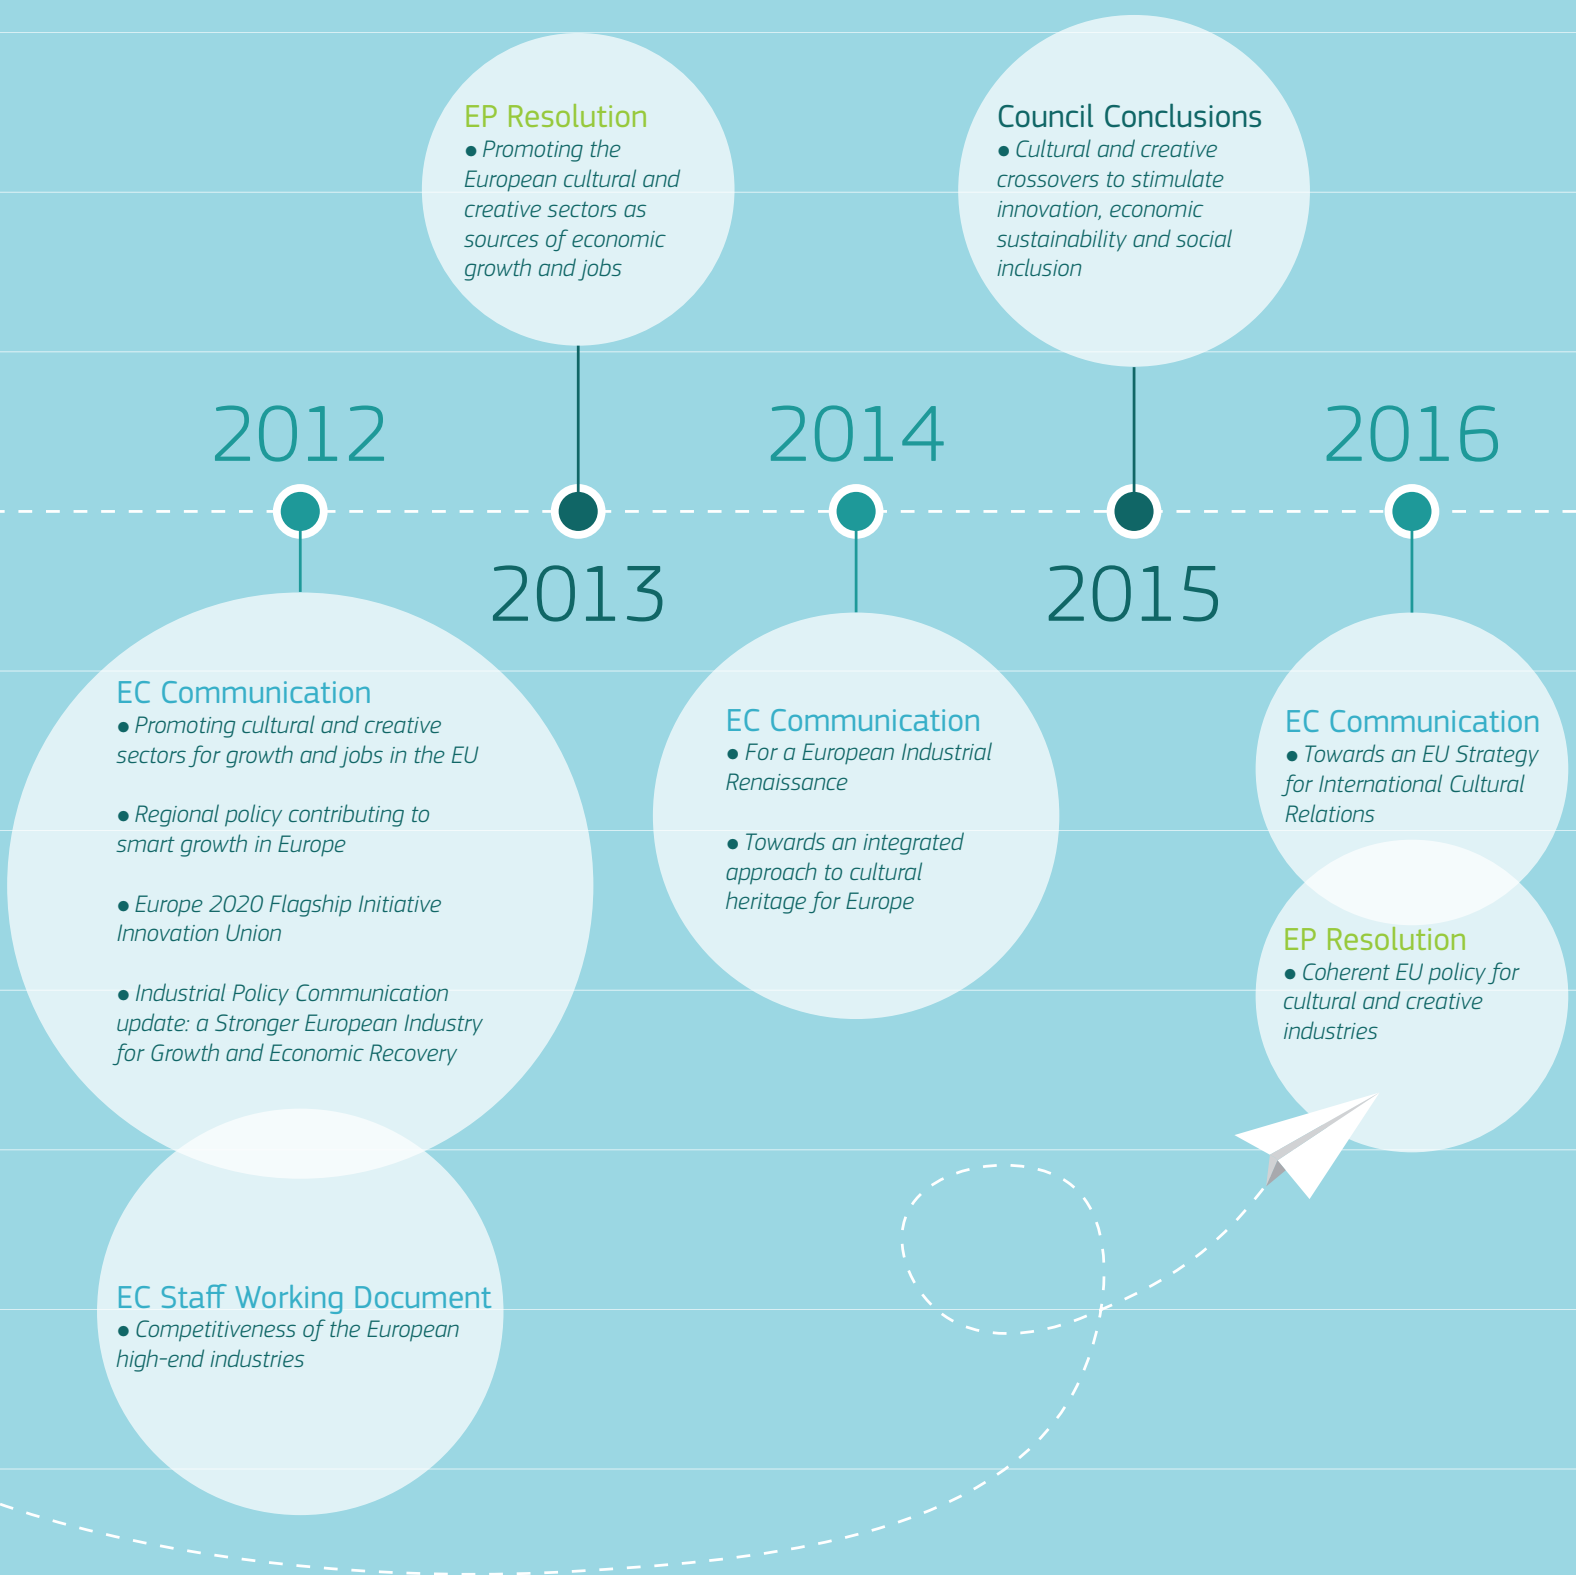 EP Resolution
● Promoting the
European cultural and
creative sectors as
sources of economic
growth and jobs
Council Conclusions
● Cultural and creative
crossovers to stimulate
innovation, economic
sustainability and social
inclusion
2012
2014
2016
2013
2015
EC Communication
● Promoting cultural and creative
sectors for growth and jobs in the EU
● Regional policy contributing to
smart growth in Europe
● Europe 2020 Flagship Initiative
Innovation Union
● Industrial Policy Communication
update: a Stronger European Industry
for Growth and Economic Recovery
EC Staff Working Document
● Competitiveness of the European
high-end industries
EC Communication
● For a European Industrial
Renaissance
● Towards an integrated
approach to cultural
heritage for Europe
EC Communication
● Towards an EU Strategy
for International Cultural
Relations
EP Resolution
● Coherent EU policy for
cultural and creative
industries